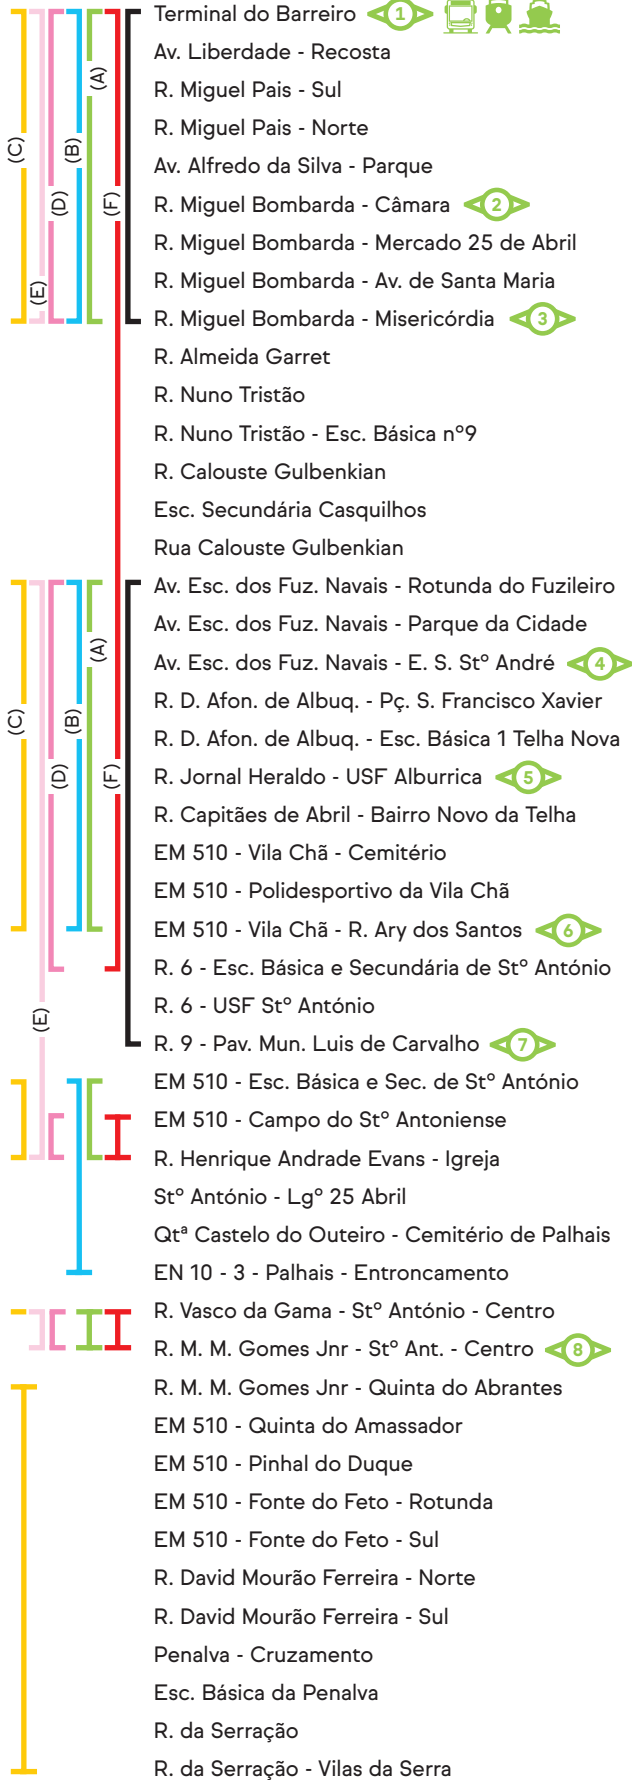 Terminal do Barreiro 1
Av. Liberdade - Recosta
(A)
R. Miguel Pais - Sul
R. Miguel Pais - Norte
(C)
(B)
Av. Alfredo da Silva - Parque
(D)
(F)
R. Miguel Bombarda - Câmara 2
R. Miguel Bombarda - Mercado 25 de Abril
R. Miguel Bombarda - Av. de Santa Maria
(E)
R. Miguel Bombarda - Misericórdia 3
R. Almeida Garret
R. Nuno Tristão
R. Nuno Tristão - Esc. Básica nº9
R. Calouste Gulbenkian
Esc. Secundária Casquilhos
Rua Calouste Gulbenkian
Av. Esc. dos Fuz. Navais - Rotunda do Fuzileiro
Av. Esc. dos Fuz. Navais - Parque da Cidade
(A)
Av. Esc. dos Fuz. Navais - E. S. Stº André 4
R. D. Afon. de Albuq. - Pç. S. Francisco Xavier
(C)
(B)
R. D. Afon. de Albuq. - Esc. Básica 1 Telha Nova
(D)
(F)
R. Jornal Heraldo - USF Alburrica 5
R. Capitães de Abril - Bairro Novo da Telha
EM 510 - Vila Chã - Cemitério
EM 510 - Polidesportivo da Vila Chã
EM 510 - Vila Chã - R. Ary dos Santos 6
R. 6 - Esc. Básica e Secundária de Stº António
R. 6 - USF Stº António
(E)
R. 9 - Pav. Mun. Luis de Carvalho 7
EM 510 - Esc. Básica e Sec. de Stº António
EM 510 - Campo do Stº Antoniense
R. Henrique Andrade Evans - Igreja
Stº António - Lgº 25 Abril
Qtª Castelo do Outeiro - Cemitério de Palhais
EN 10 - 3 - Palhais - Entroncamento
R. Vasco da Gama - Stº António - Centro
R. M. M. Gomes Jnr - Stº Ant. - Centro 8
R. M. M. Gomes Jnr - Quinta do Abrantes
EM 510 - Quinta do Amassador
EM 510 - Pinhal do Duque
EM 510 - Fonte do Feto - Rotunda
EM 510 - Fonte do Feto - Sul
R. David Mourão Ferreira - Norte
R. David Mourão Ferreira - Sul
Penalva - Cruzamento
Esc. Básica da Penalva
R. da Serração
R. da Serração - Vilas da Serra